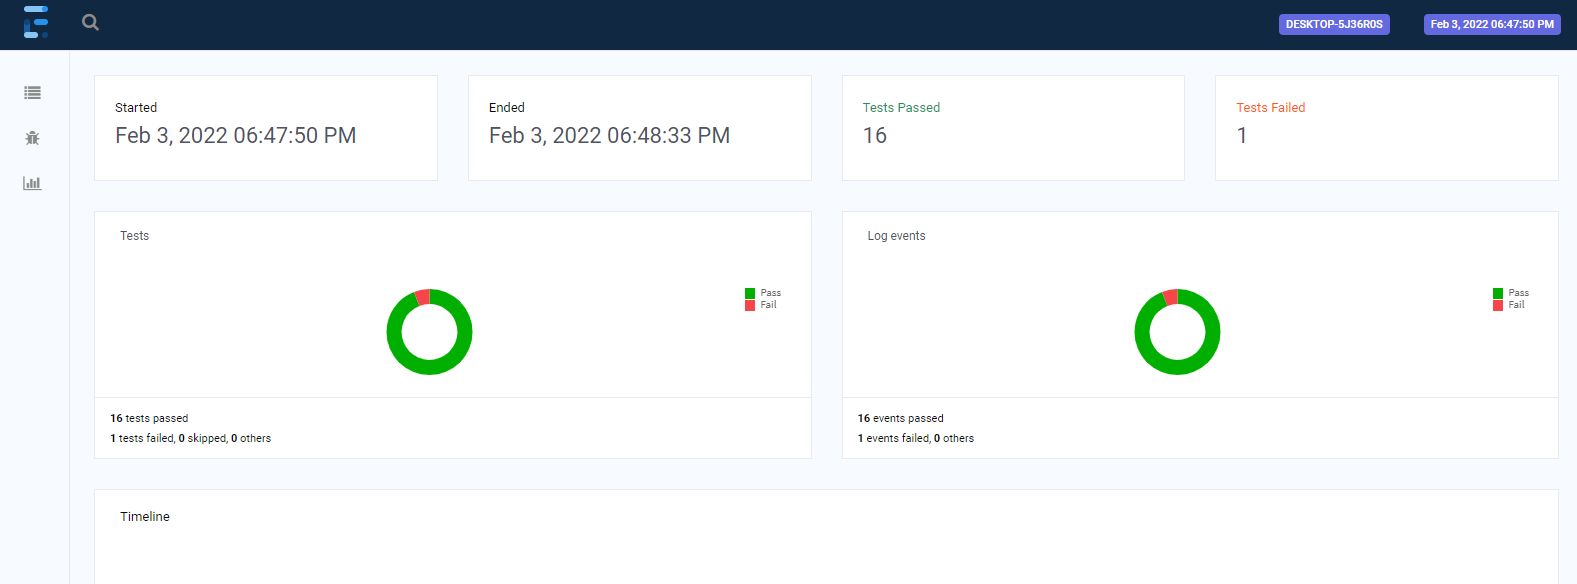 DESKTOP-5J36R0S
Feb 3, 2022 06:47:50 PM
Started
Feb 3, 2022 06:47:50 PM
Ended
Feb 3, 2022 06:48:33 PM
Tests Passed
16
Tests Failed
1
Tests
Pass
Fail
16 tests passed
1 tests failed, 0 skipped, 0 others
Log events
Pass
Fail
16 events passed
1 events failed, 0 others
Timeline